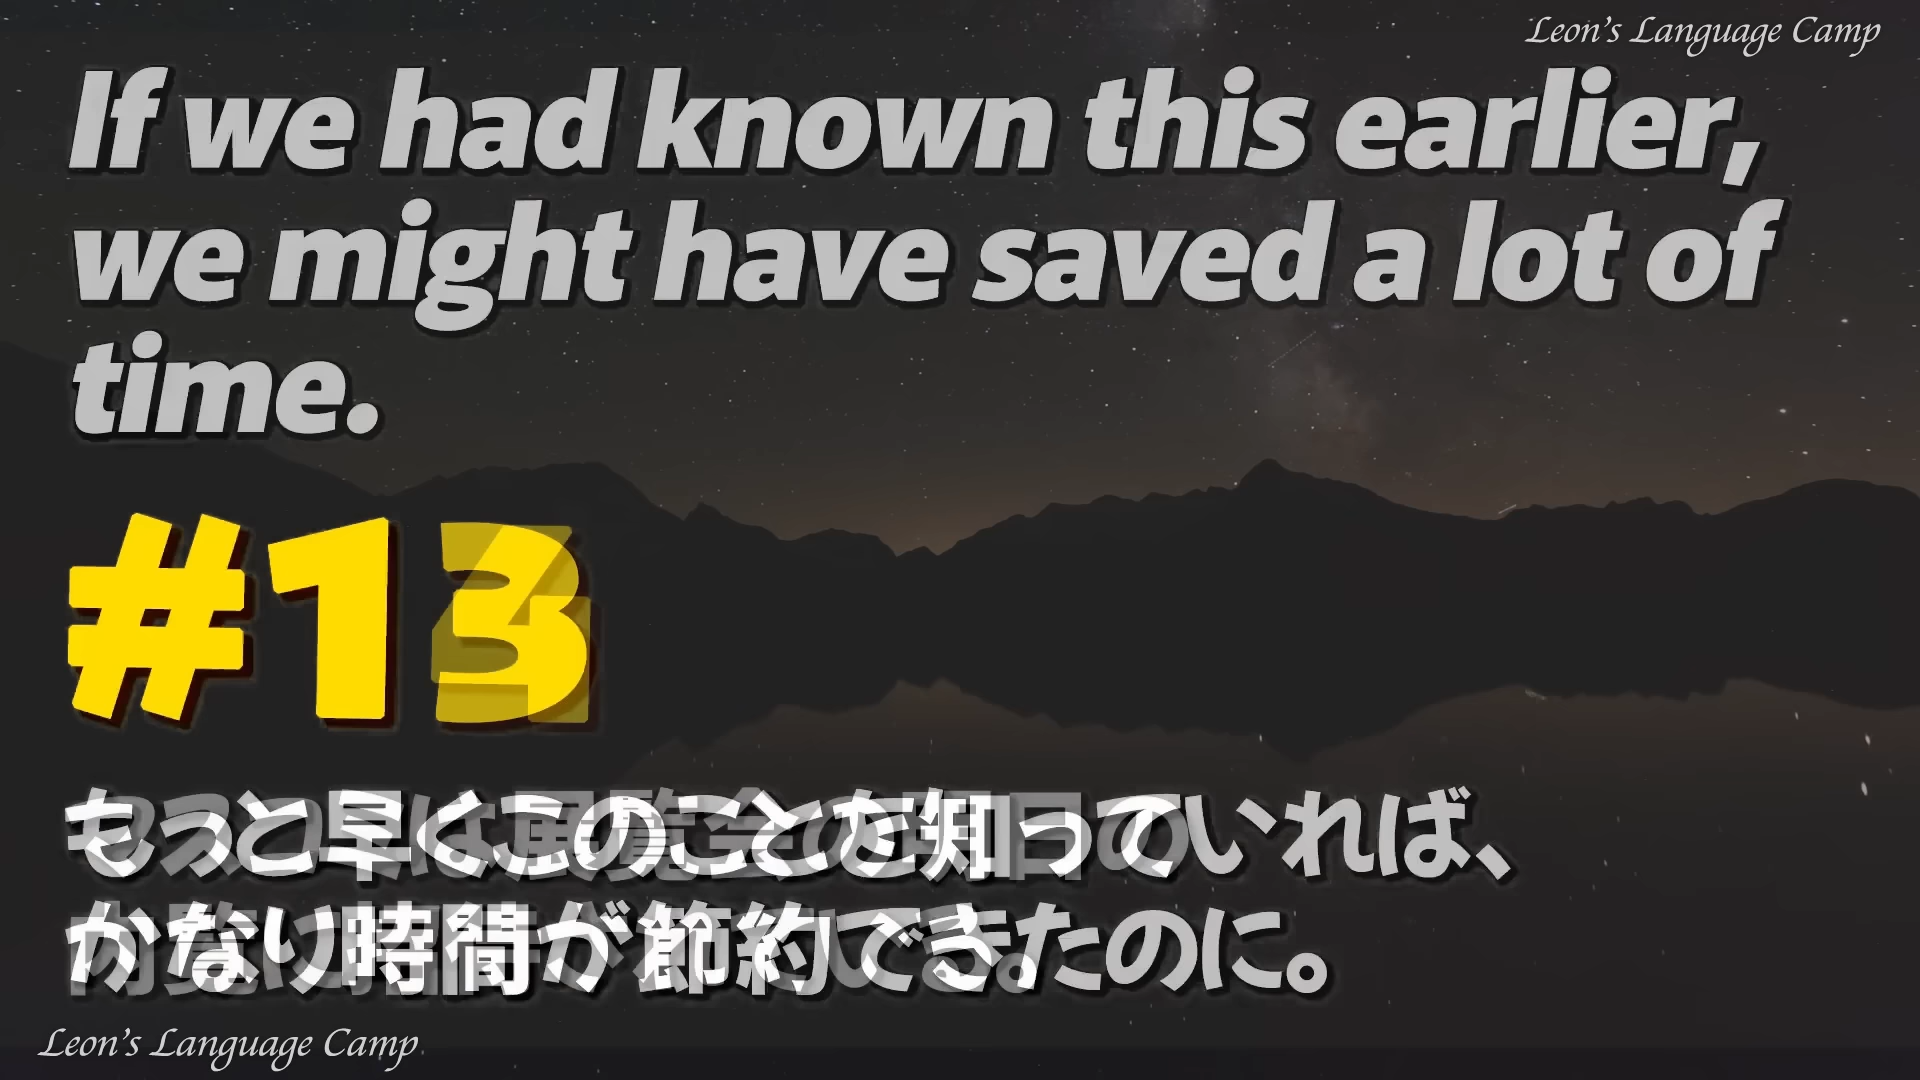 Leon's Language Camp
If we had known this earlier,
we might have saved a lot of
time.
#13
もっと早くこのことを知っていれば、
かなり時間が節約できたのに。
Leon's Language Camp